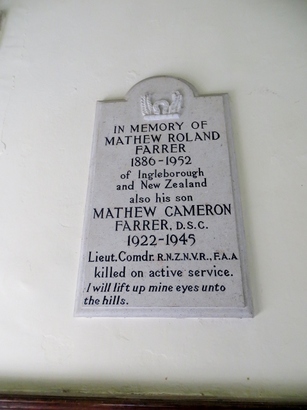 IN MEMORY OF
MATHEW ROLAND
FARRER
1886-1952
of Ingleborough
and New Zealand
also his son
MATHEW CAMERON
FARRER, D.S.C.
1922-1945
Lieut. Comdr. R.N.Z.N.V.R., F.A.A
killed on active service.
I will lift up mine eyes unto
the hills.